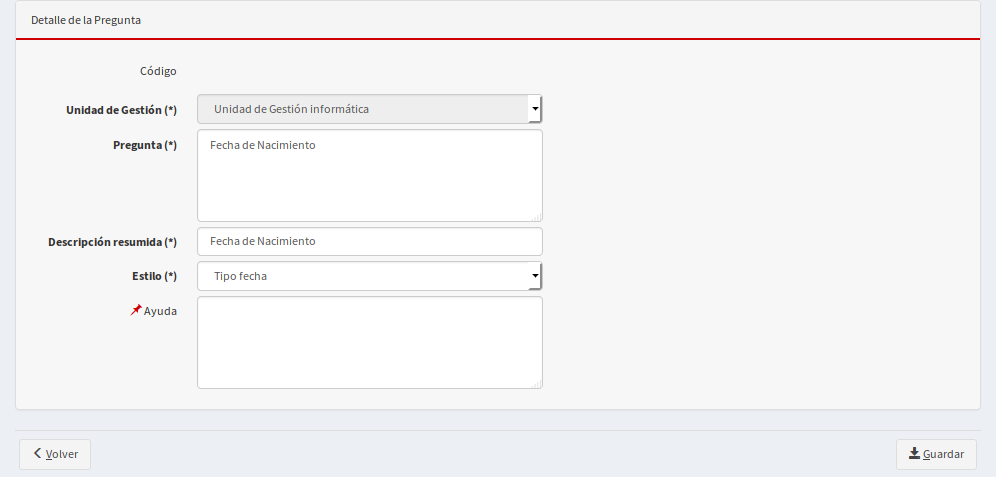 Detalle de la Pregunta
Código
Unidad de Gestión (*) Unidad de Gestión informática
Pregunta (*) Fecha de Nacimiento
Descripción resumida (*) Fecha de Nacimiento
Estilo (*) Tipo fecha
Ayuda
Volver Guardar